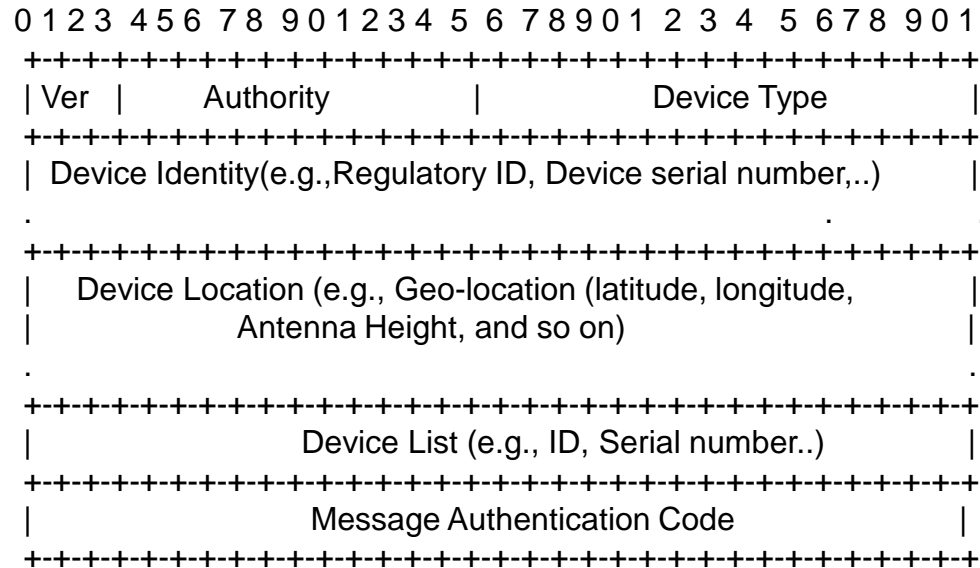 0 1 2 3 4 5 6 7 8 9 0 1 2 3 4 5 6 7 8 9 0 1 2 3 4 5 6 7 8 9 0 1
+-+-+-+-+-+-+-+-+-+-+-+-+-+-+-+-+-+-+-+-+-+-+-+-+-+-+-+-+-+-+-+
| Ver | Authority | Device Type |
+-+-+-+-+-+-+-+-+-+-+-+-+-+-+-+-+-+-+-+-+-+-+-+-+-+-+-+-+-+-+-+
| Device Identity(e.g.,Regulatory ID, Device serial number,..) |
. . .
+-+-+-+-+-+-+-+-+-+-+-+-+-+-+-+-+-+-+-+-+-+-+-+-+-+-+-+-+-+-+-+
| Device Location (e.g., Geo-location (latitude, longitude, |
| Antenna Height, and so on) |
. .
+-+-+-+-+-+-+-+-+-+-+-+-+-+-+-+-+-+-+-+-+-+-+-+-+-+-+-+-+-+-+-+
| Device List (e.g., ID, Serial number..) |
+-+-+-+-+-+-+-+-+-+-+-+-+-+-+-+-+-+-+-+-+-+-+-+-+-+-+-+-+-+-+-+
| Message Authentication Code |
+-+-+-+-+-+-+-+-+-+-+-+-+-+-+-+-+-+-+-+-+-+-+-+-+-+-+-+-+-+-+-+